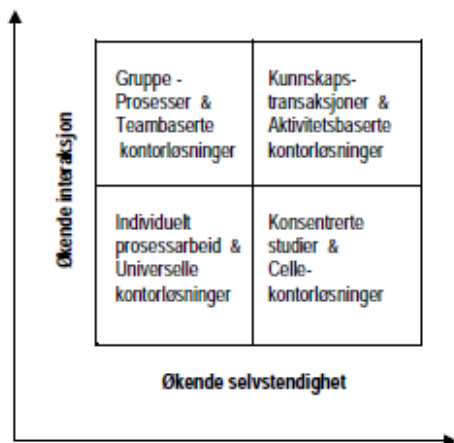 Økende interaksjon
Gruppe -
Prosesser &
Teambaserte
kontorløsninger
Kunnskaps-
transaksjoner &
Aktivitetsbaserte
kontorløsninger
Individuelt
prosessarbeid &
Universelle
kontorløsninger
Konsentrerte
studier &
Celle-
kontorløsninger
Økende selvstendighet